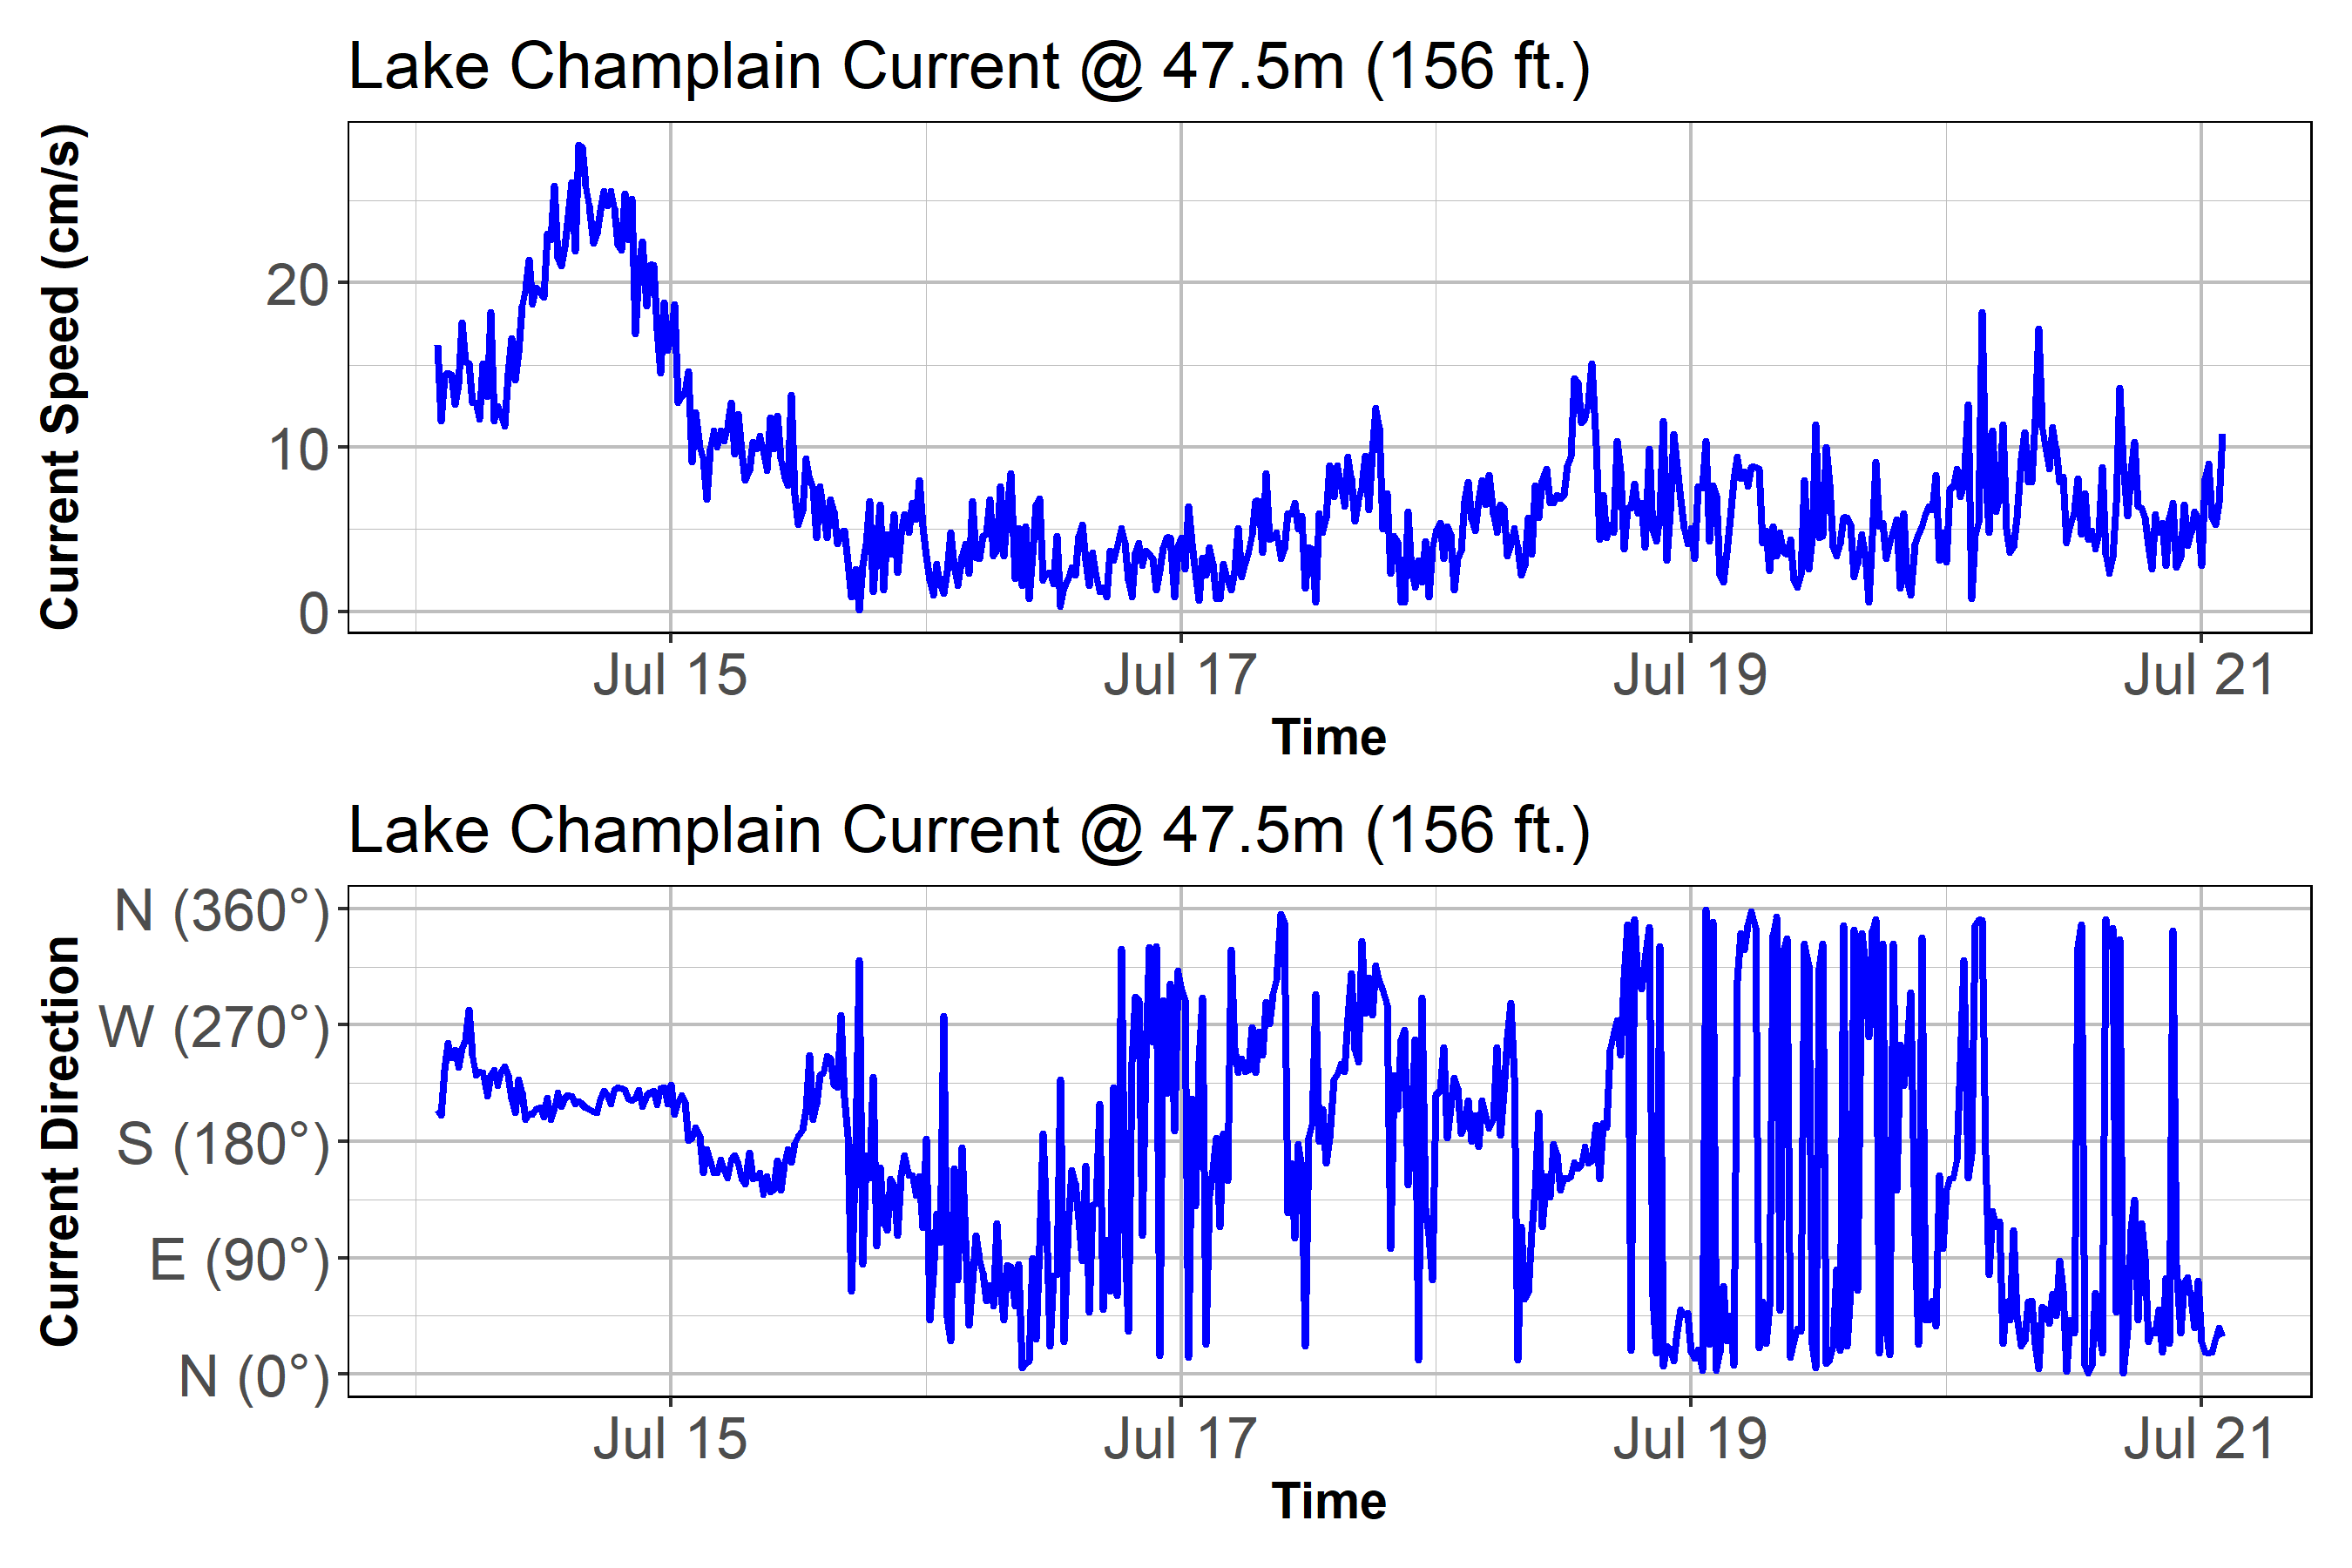 Lake Champlain Current @ 47.5m (156 ft.)
Current Speed (cm/s)
20
10
0
Jul 15 Jul 17 Jul 19 Jul 21
Time
Lake Champlain Current @ 47.5m (156 ft.)
Current Direction
N (360°)
W (270°)
S (180°)
E (90°)
N (0°)
Jul 15 Jul 17 Jul 19 Jul 21
Time